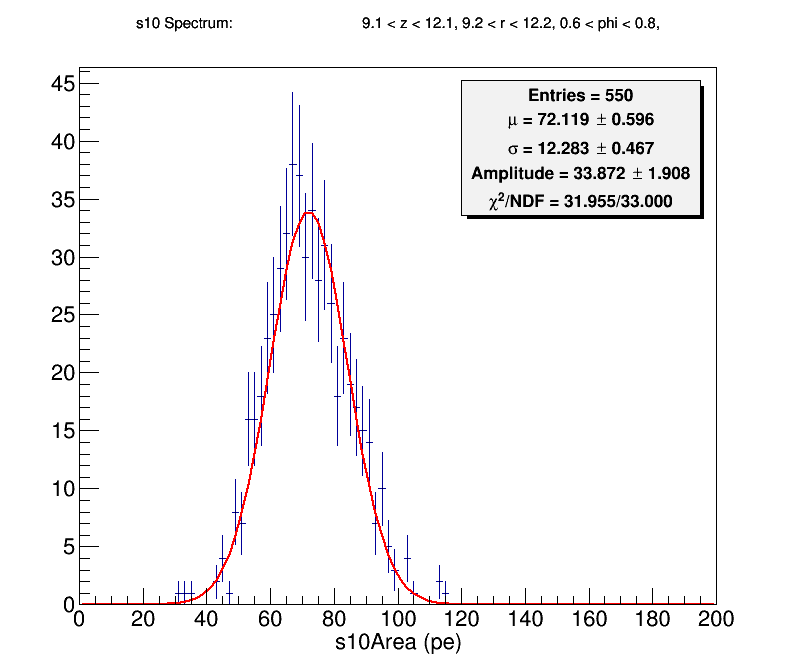 s10 Spectrum: 9.1 < z < 12.1, 9.2 < r < 12.2, 0.6 < phi < 0.8,
Entries = 550
μ = 72.119 ± 0.596
σ = 12.283 ± 0.467
Amplitude = 33.872 ± 1.908
χ²/NDF = 31.955/33.000
45
40
35
30
25
20
15
10
5
0
0 20 40 60 80 100 120 140 160 180 200
s10Area (pe)